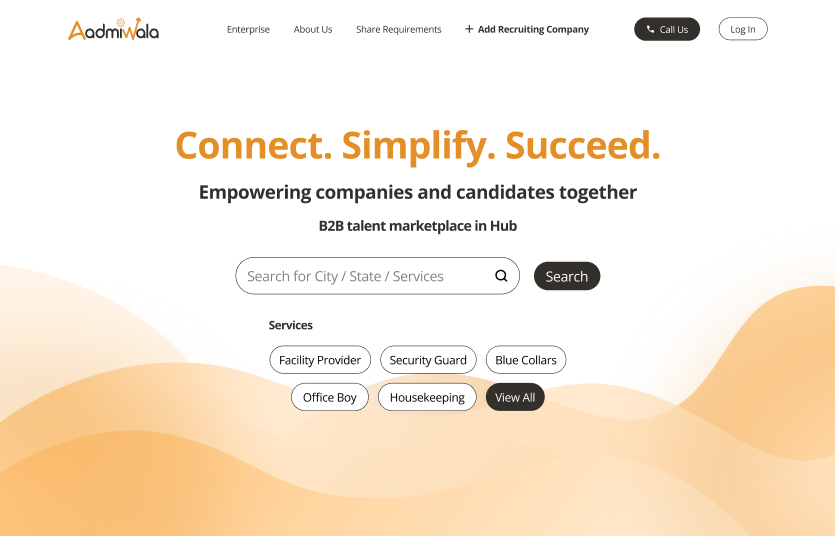 AadmiWala
Enterprise About Us Share Requirements + Add Recruiting Company Call Us Log In
Connect. Simplify. Succeed.
Empowering companies and candidates together
B2B talent marketplace in Hub
Search for City / State / Services Search
Services
Facility Provider Security Guard Blue Collars
Office Boy Housekeeping View All